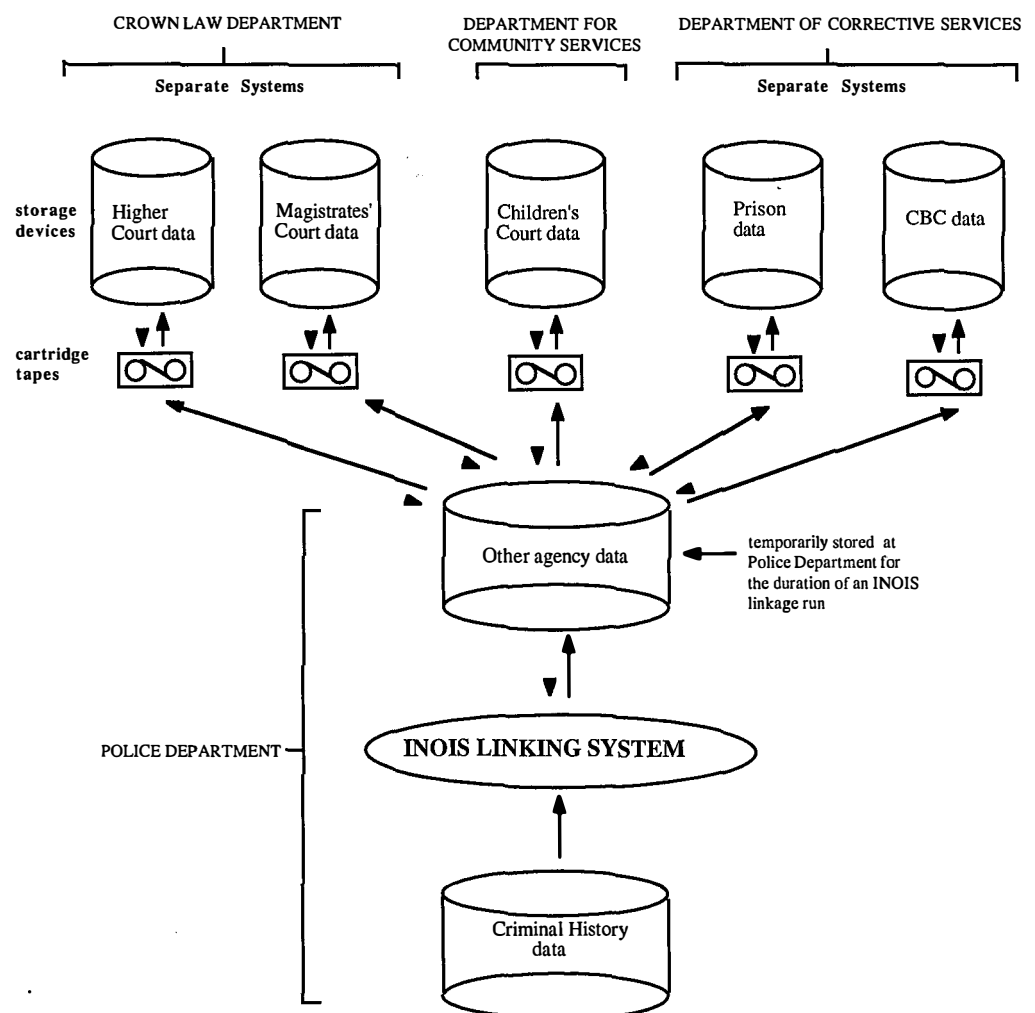 CROWN LAW DEPARTMENT
DEPARTMENT FOR
COMMUNITY SERVICES
DEPARTMENT OF CORRECTIVE SERVICES
Separate Systems
Separate Systems
storage
devices
Higher
Court data
Magistrates'
Court data
Children's
Court data
Prison
data
CBC data
cartridge
tapes
Other agency data
temporarily stored at
Police Department for
the duration of an INOIS
linkage run
POLICE DEPARTMENT
INOIS LINKING SYSTEM
Criminal History
data